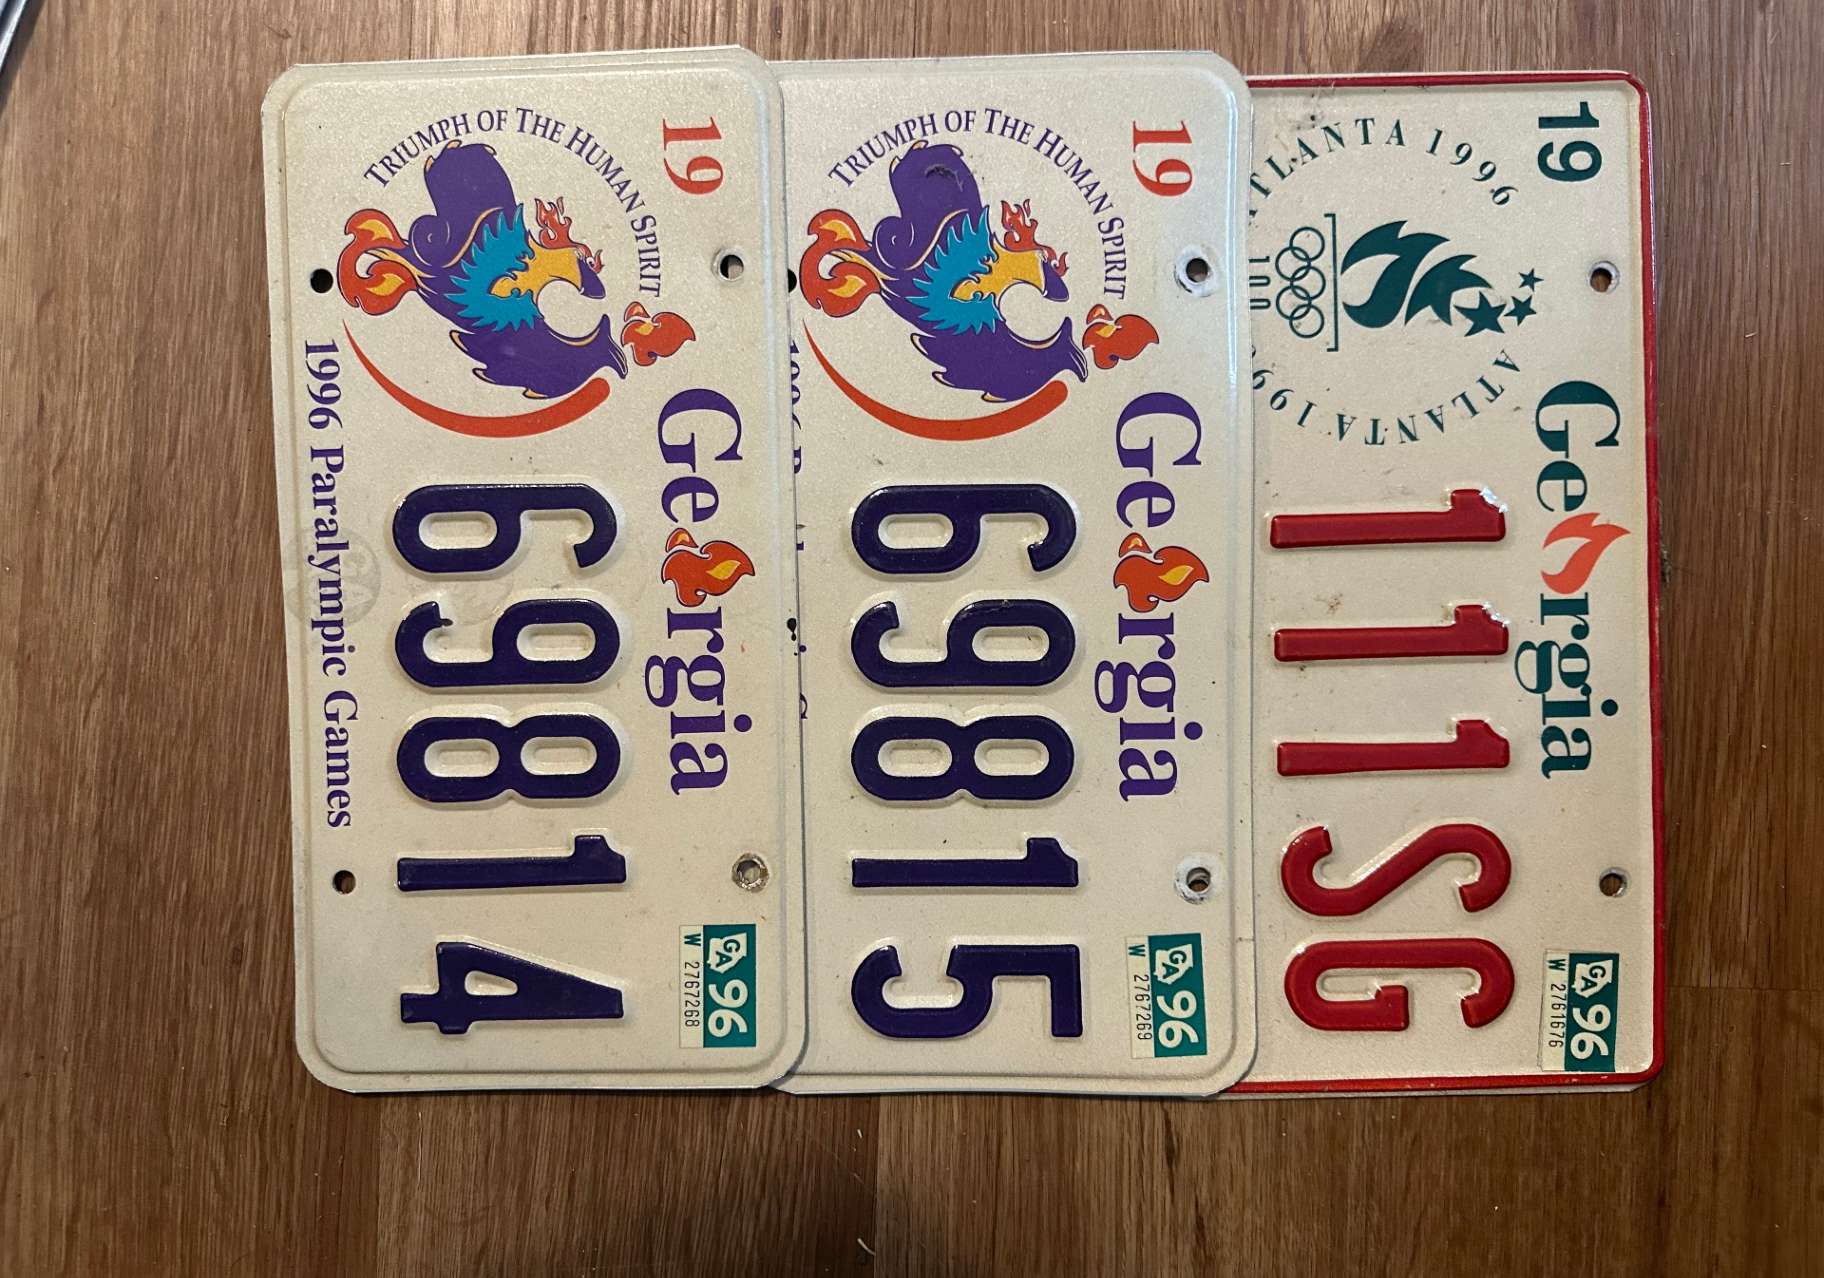 19
Georgia
ATLANTA 1996
ATLANTA 199
100
111SG
GA 96
W 2761676
19
Georgia
TRIUMPH OF THE HUMAN SPIRIT
69815
GA 96
W 2767269
19
Georgia
TRIUMPH OF THE HUMAN SPIRIT
69814
GA 96
W 2767268
1996 Paralympic Games